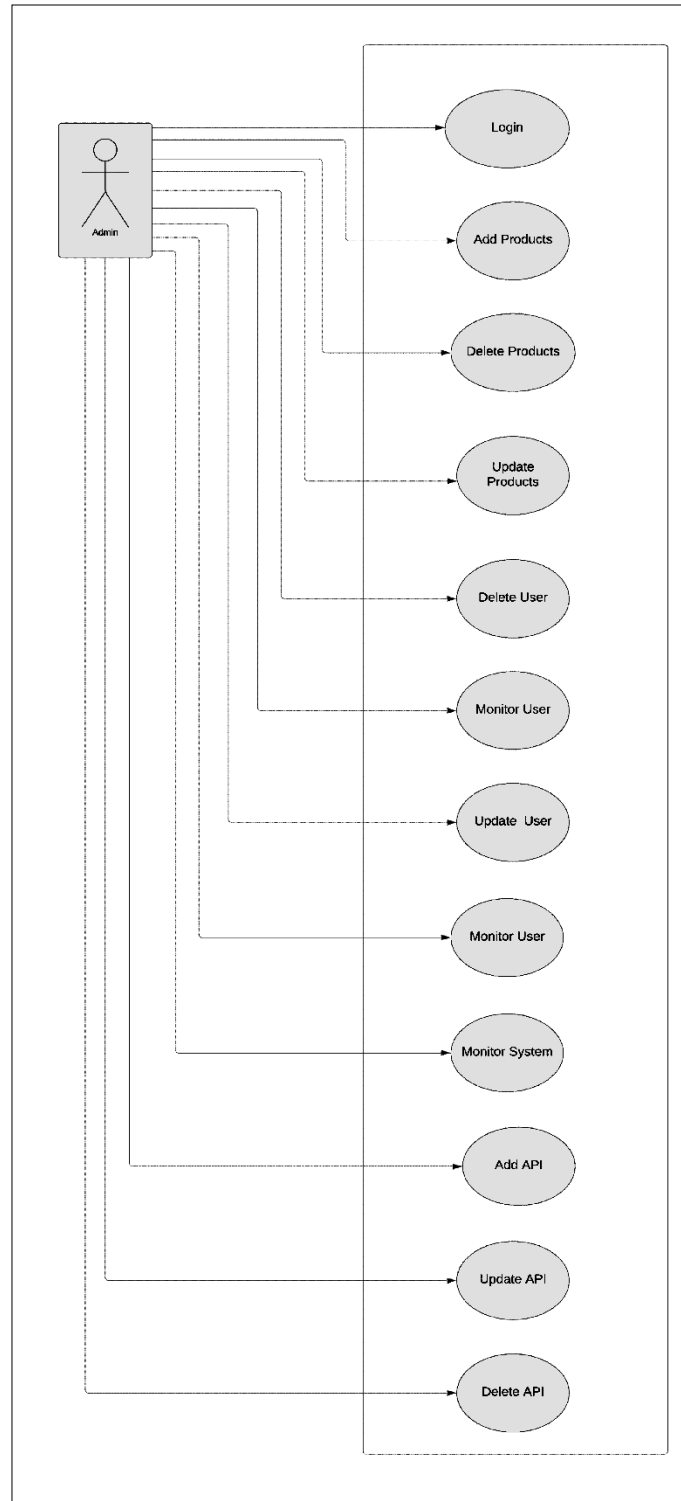 Login
Admin
Add Products
Delete Products
Update
Products
Delete User
Monitor User
Update  User
Monitor User
Monitor System
Add API
Update API
Delete API